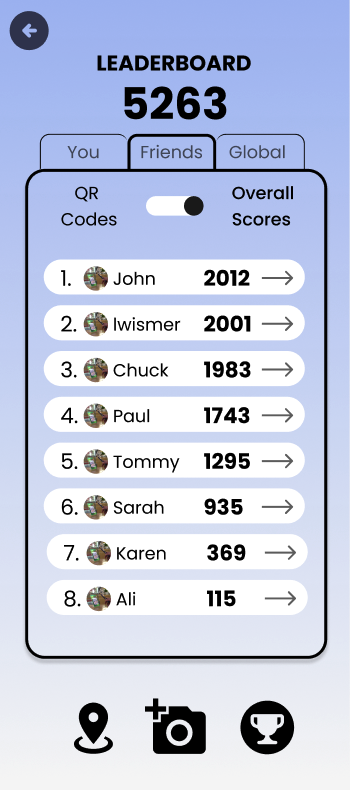 LEADERBOARD
5263
You Friends Global
QR Codes Overall Scores
1. John 2012
2. lwismer 2001
3. Chuck 1983
4. Paul 1743
5. Tommy 1295
6. Sarah 935
7. Karen 369
8. Ali 115